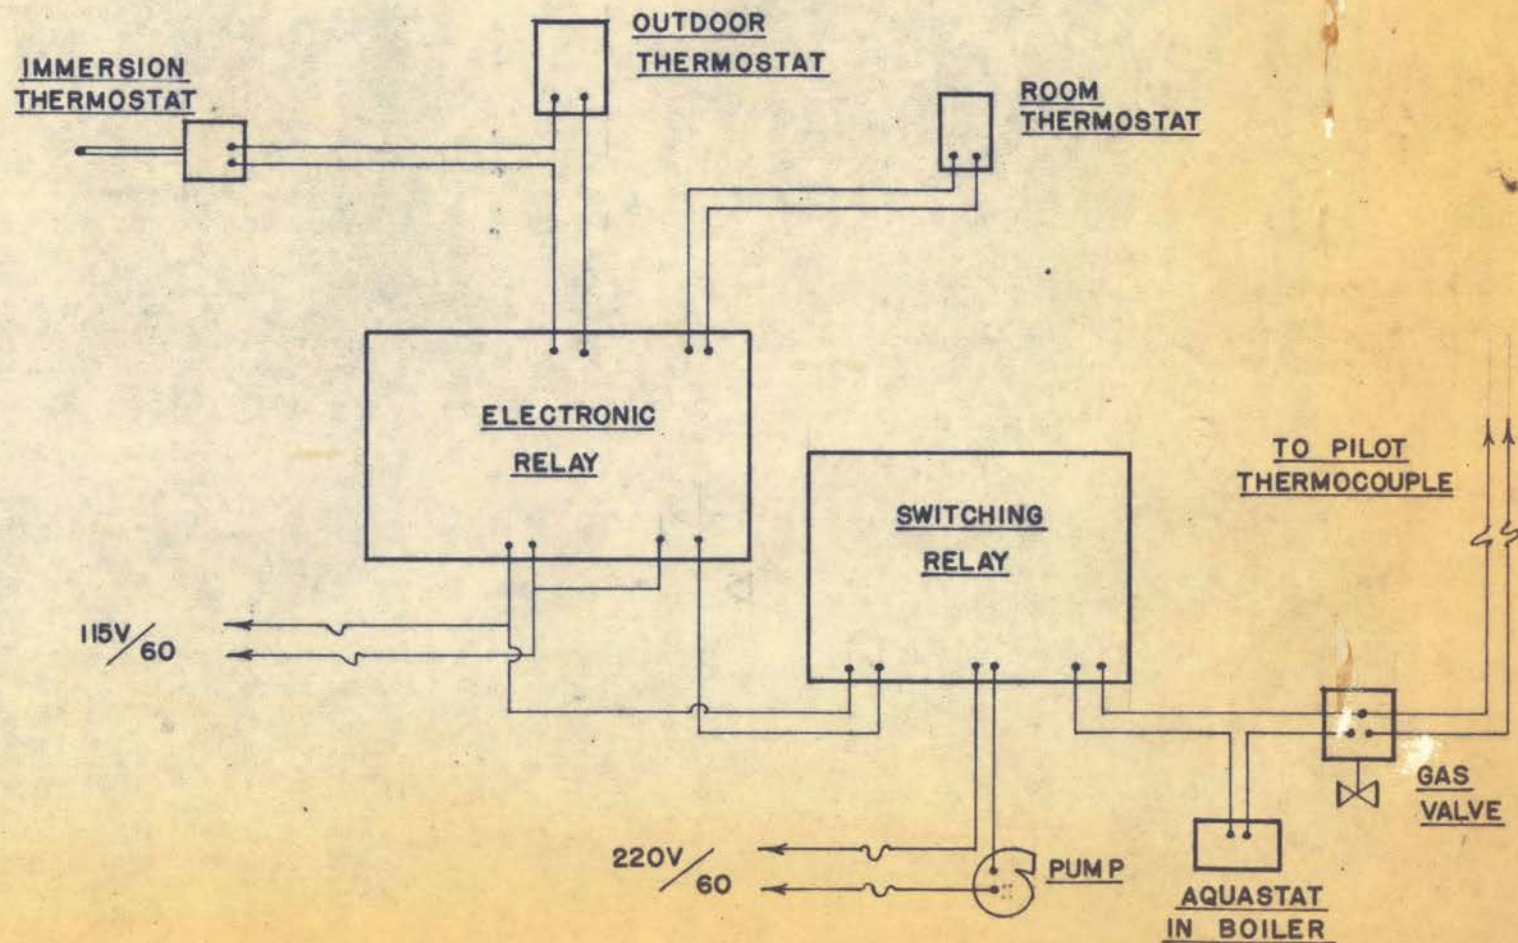 OUTDOOR
THERMOSTAT
IMMERSION
THERMOSTAT
ROOM
THERMOSTAT
ELECTRONIC
RELAY
TO PILOT
THERMOCOUPLE
SWITCHING
RELAY
115V/60
GAS
VALVE
220V/60
PUMP
AQUASTAT
IN BOILER